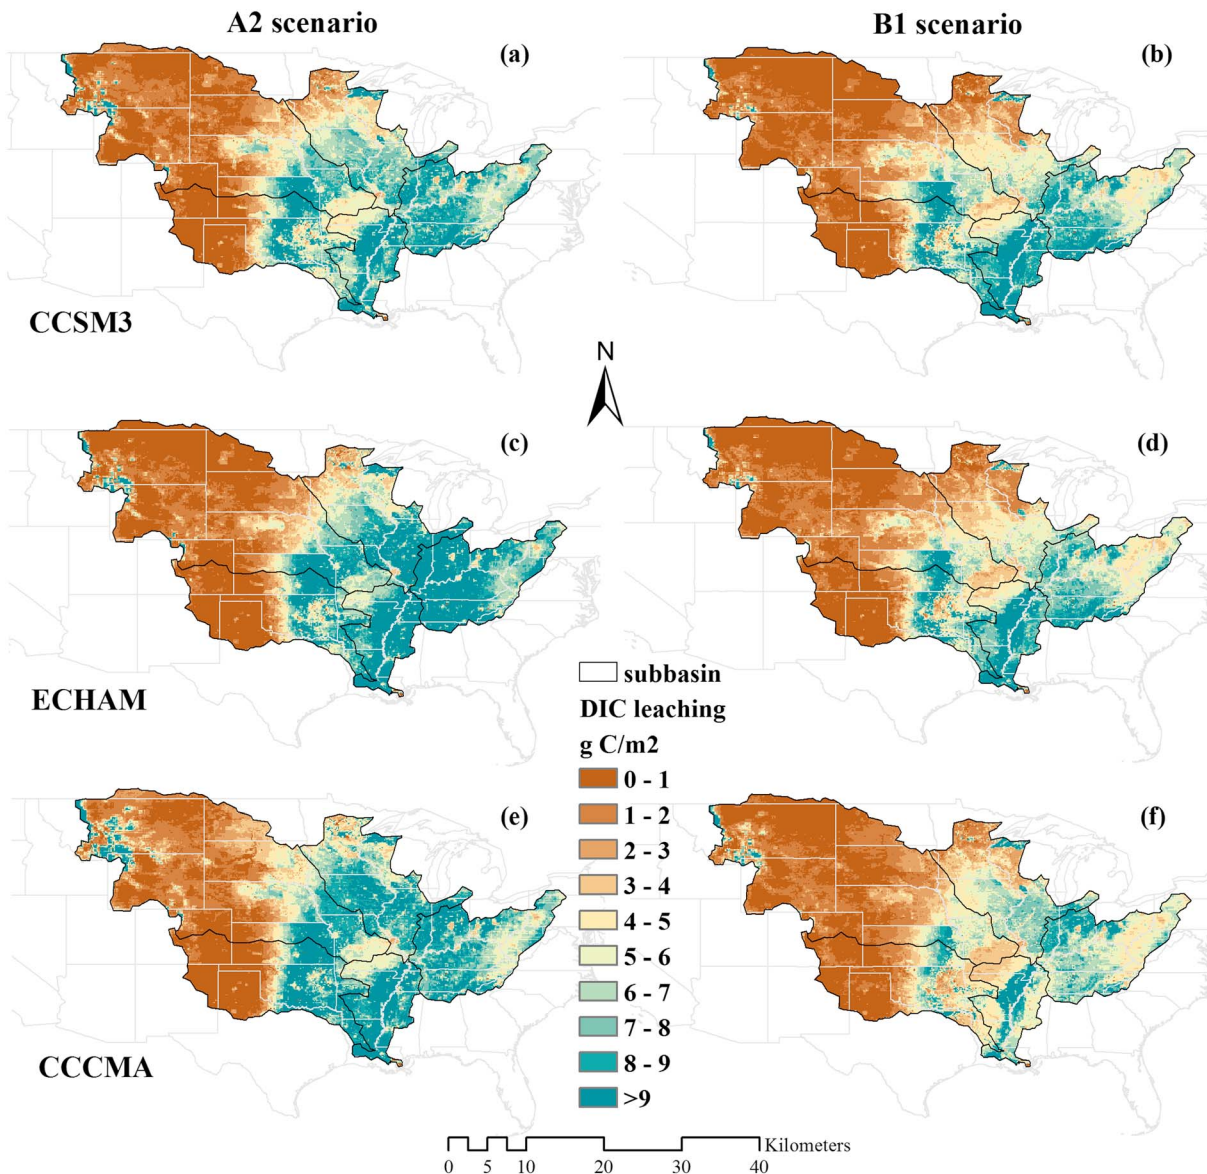 A2 scenario
B1 scenario
(a)
(b)
CCSM3
N
(c)
(d)
ECHAM
subbasin
DIC leaching
g C/m2
0 - 1
1 - 2
2 - 3
3 - 4
4 - 5
5 - 6
6 - 7
7 - 8
8 - 9
>9
(e)
(f)
CCCMA
Kilometers
0 5 10 20 30 40